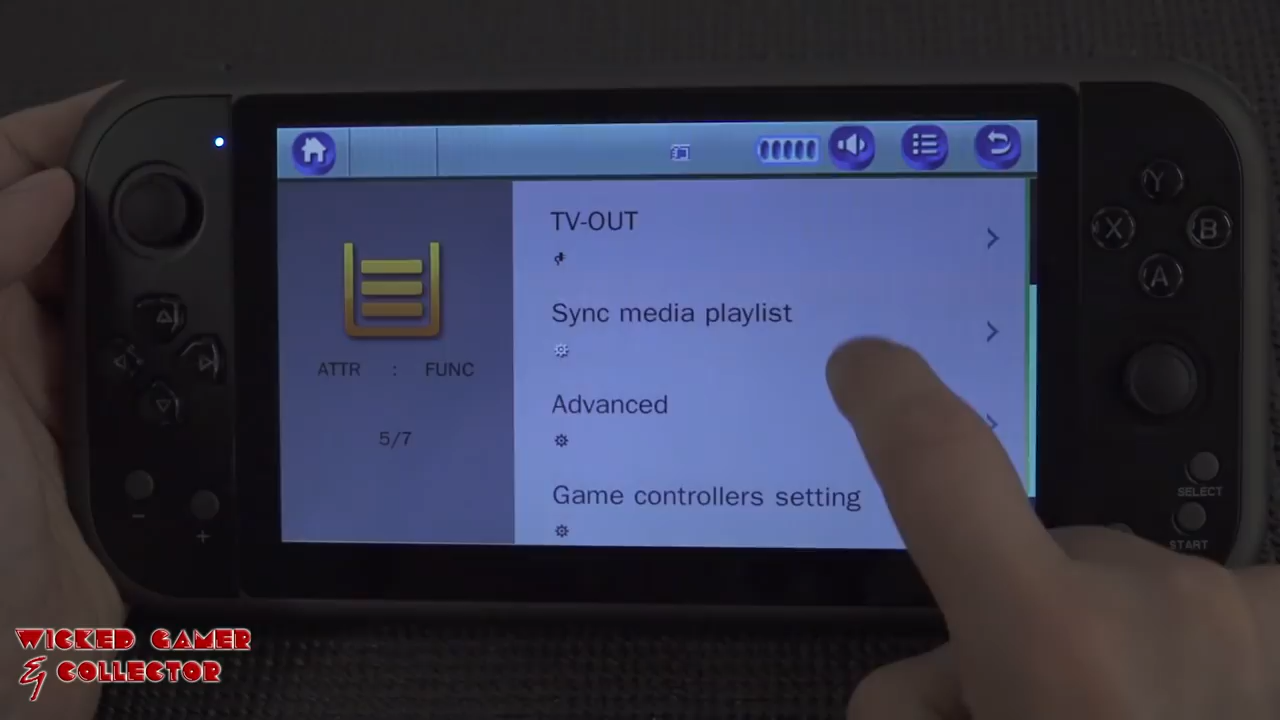 TV-OUT
Sync media playlist
ATTR : FUNC
Advanced
5/7
Game controllers setting
Y
X
B
A
SELECT
START
WICKED GAMER
& COLLECTOR